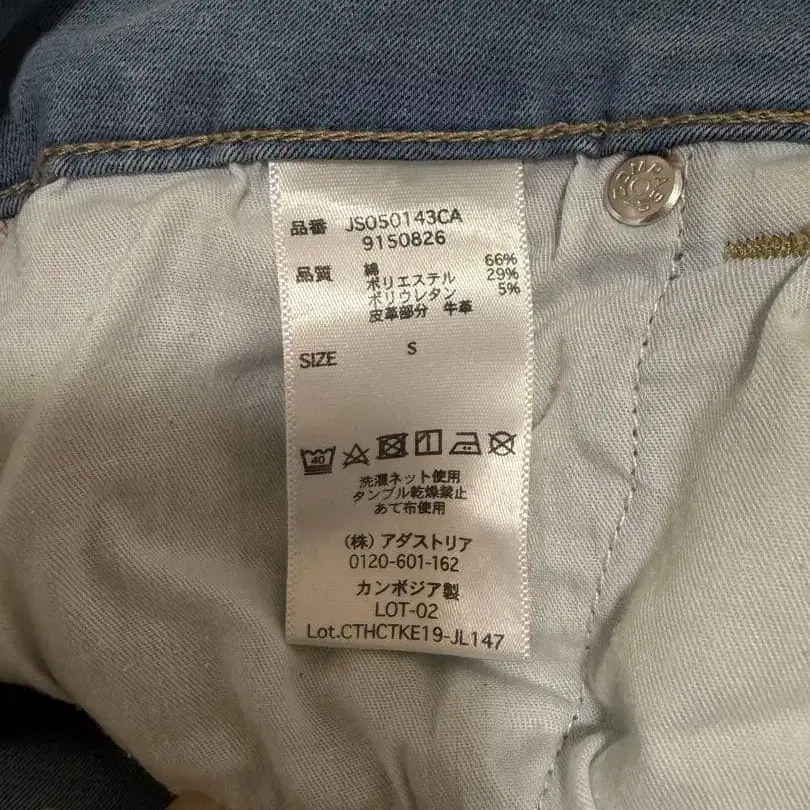 品番 JS050143CA
9150826
品質 綿 66%
ポリエステル 29%
ポリウレタン 5%
皮革部分 牛革
SIZE S
40
洗濯ネット使用
タンブル乾燥禁止
あて布使用
(株) アダストリア
0120-601-162
カンボジア製
LOT-02
Lot.CTHCTKE19-JL147